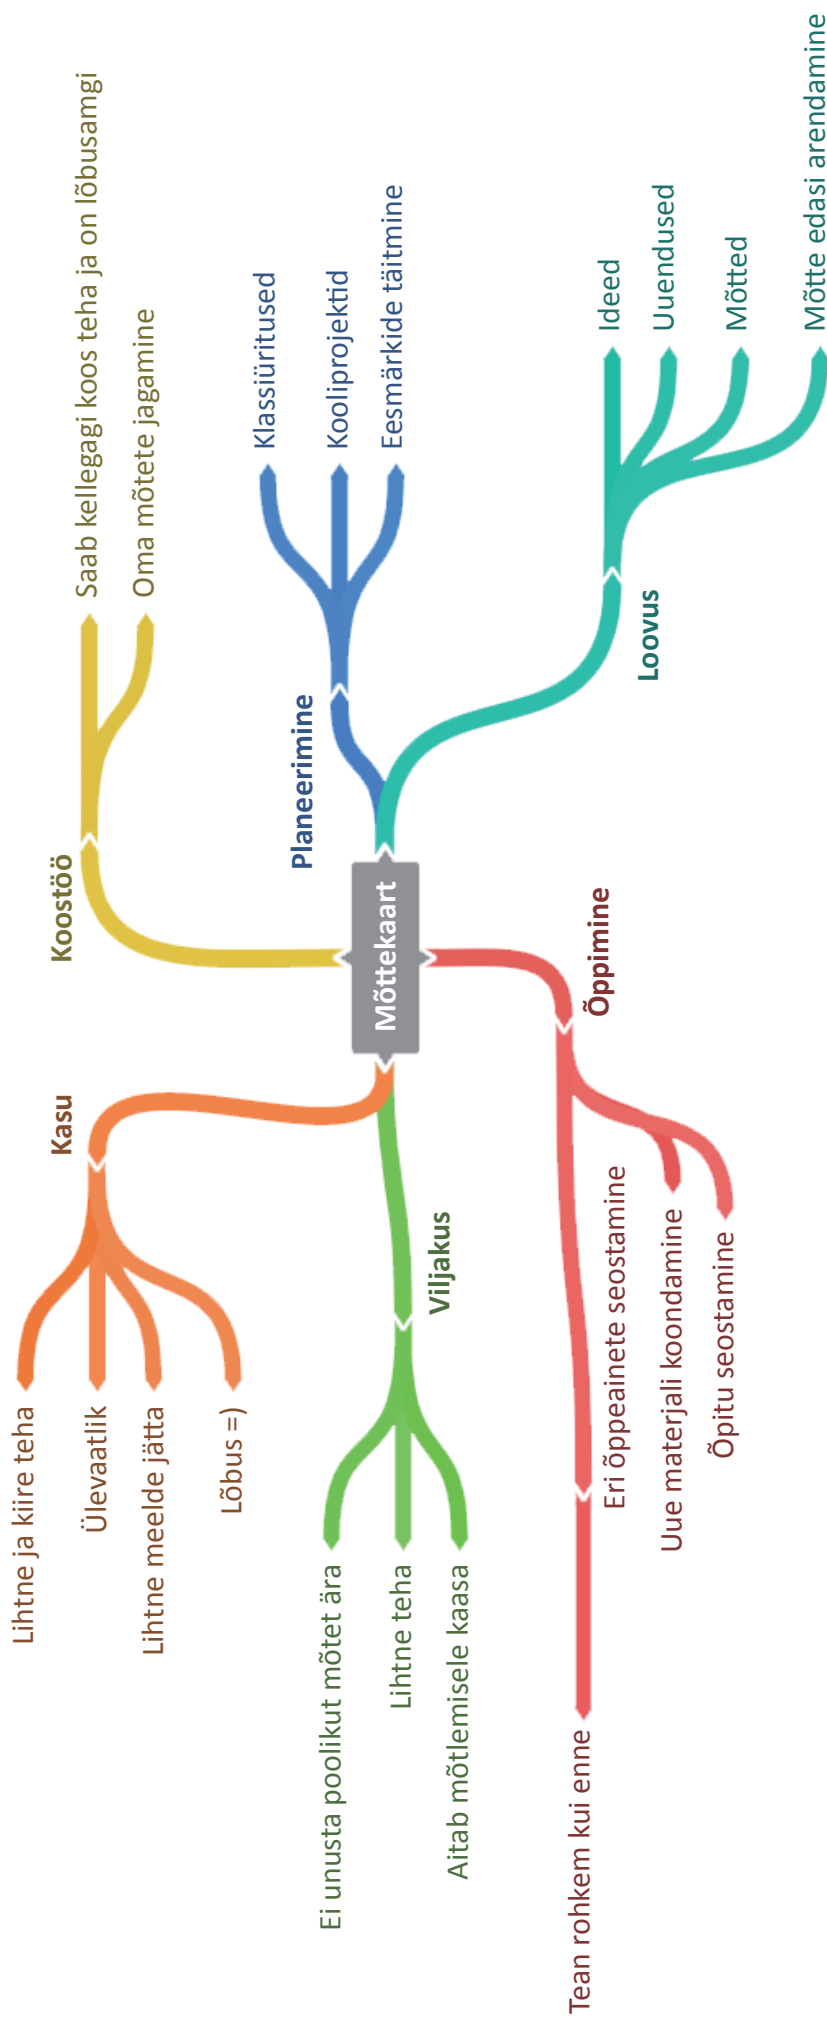 Mõttekaart
Koostöö
Saab kellegagi koos teha ja on lõbusamgi
Oma mõtete jagamine
Planeerimine
Klassiüritused
Kooliprojektid
Eesmärkide täitmine
Loovus
Ideed
Uuendused
Mõtted
Mõtte edasi arendamine
Õppimine
Eri õppeainete seostamine
Tean rohkem kui enne
Uue materjali koondamine
Õpitu seostamine
Viljakus
Ei unusta poolikut mõtet ära
Lihtne teha
Aitab mõtlemisele kaasa
Kasu
Lihtne ja kiire teha
Ülevaatlik
Lihtne meelde jätta
Lõbus =)